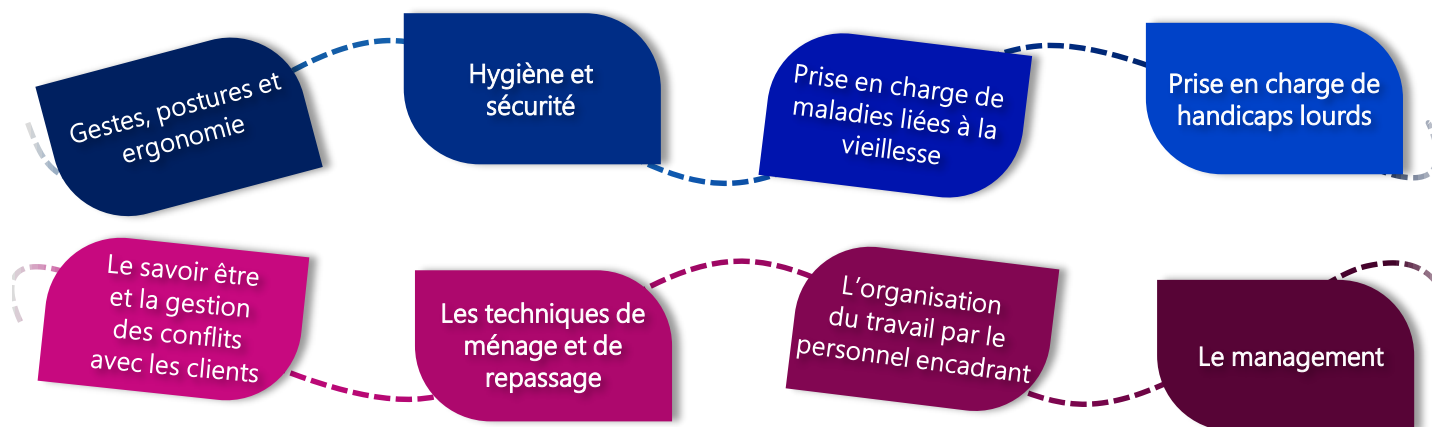 Gestes, postures et
ergonomie
Hygiène et
sécurité
Prise en charge de
maladies liées à la
vieillesse
Prise en charge de
handicaps lourds
Le savoir être
et la gestion
des conflits
avec les clients
Les techniques de
ménage et de
repassage
L'organisation
du travail par le
personnel encadrant
Le management